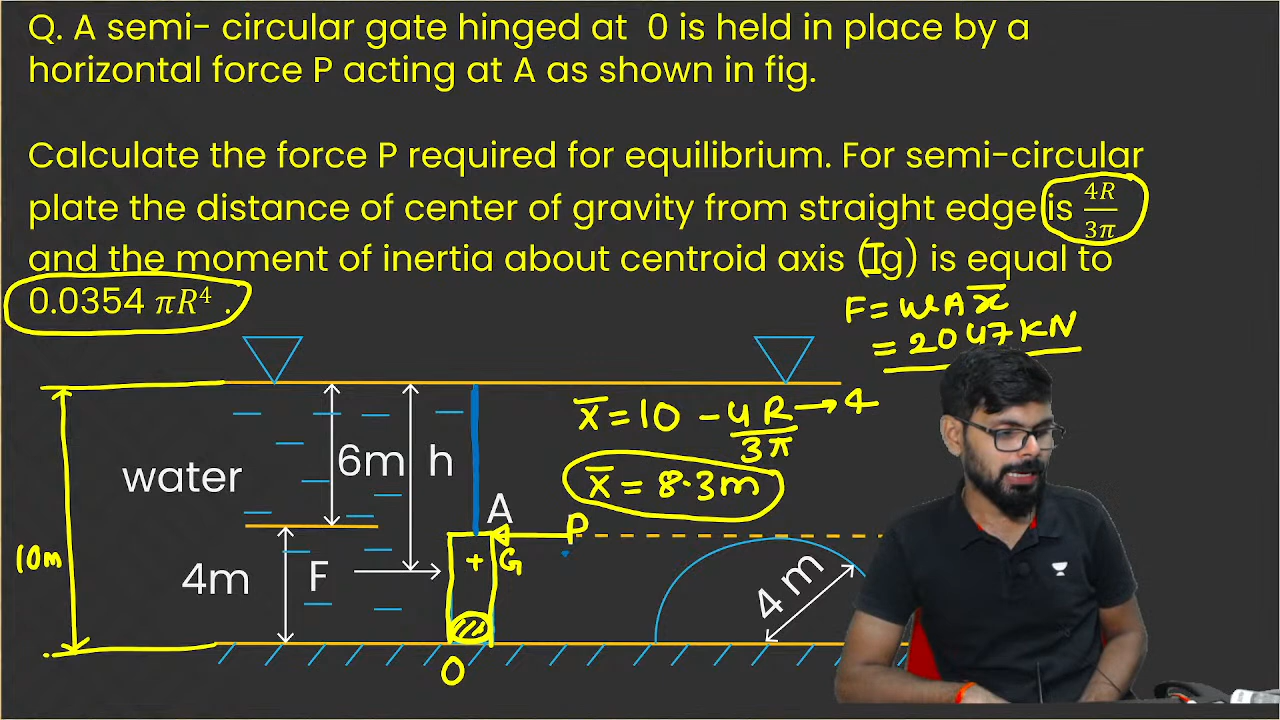 Q. A semi- circular gate hinged at 0 is held in place by a
horizontal force P acting at A as shown in fig.
Calculate the force P required for equilibrium. For semi-circular
plate the distance of center of gravity from straight edge is 4R/3π
and the moment of inertia about centroid axis (Ig) is equal to
0.0354 πR⁴ .
F = wAx̅
= 2047 KN
x̅ = 10 - 4R/3π → 4
x̅ = 8.3m
water
6m
h
A
P
G
10m
4m
F
4 m
O